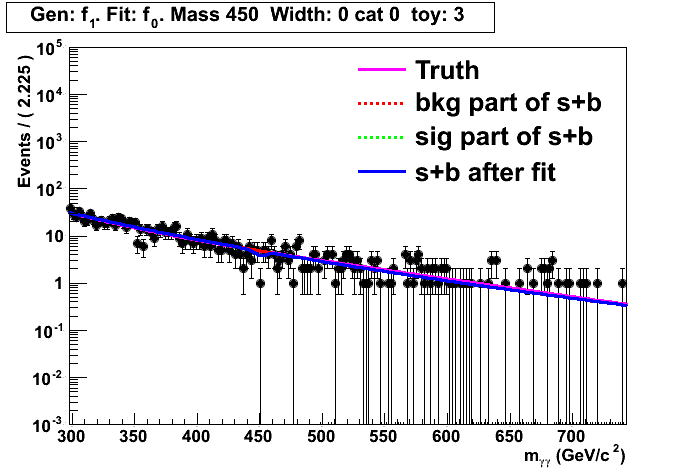 Gen: f1. Fit: f0. Mass 450 Width: 0 cat 0 toy: 3
Events / ( 2.225 )
10^5
10^4
10^3
10^2
10
1
10^-1
10^-2
10^-3
Truth
bkg part of s+b
sig part of s+b
s+b after fit
300 350 400 450 500 550 600 650 700
mγγ (GeV/c^2)